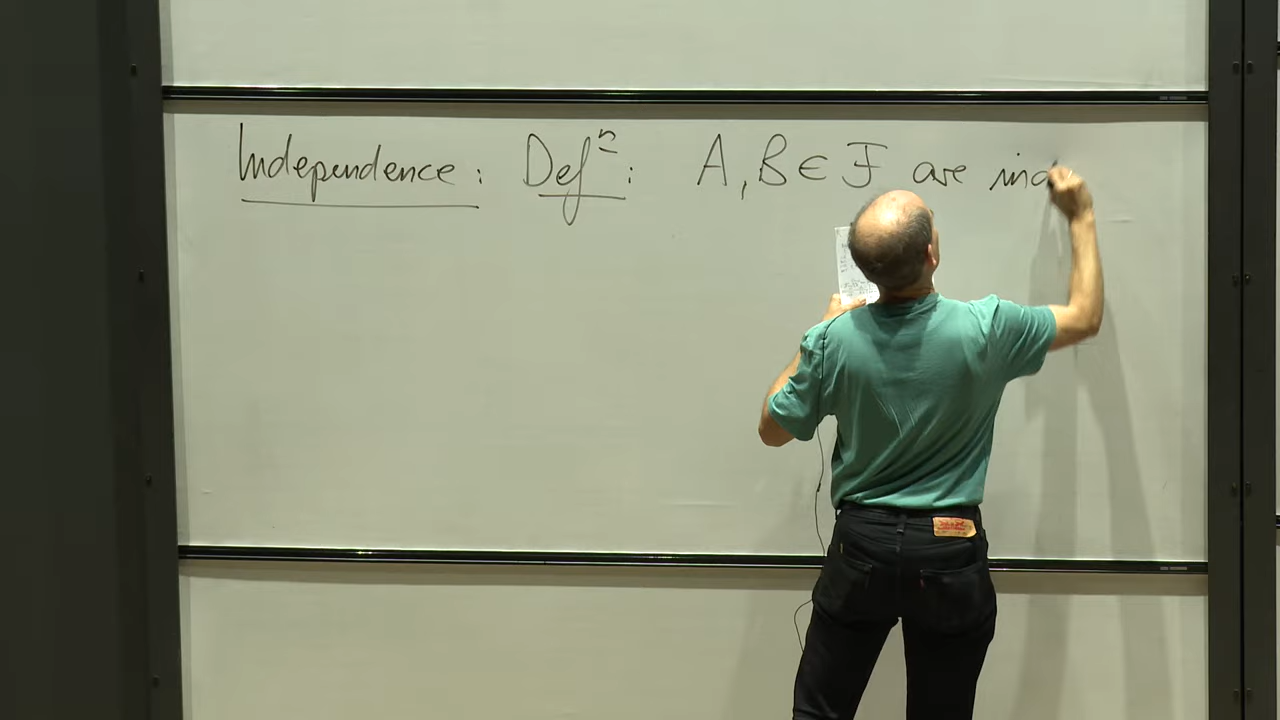 Independence: Defⁿ: A, B ∈ F are ind